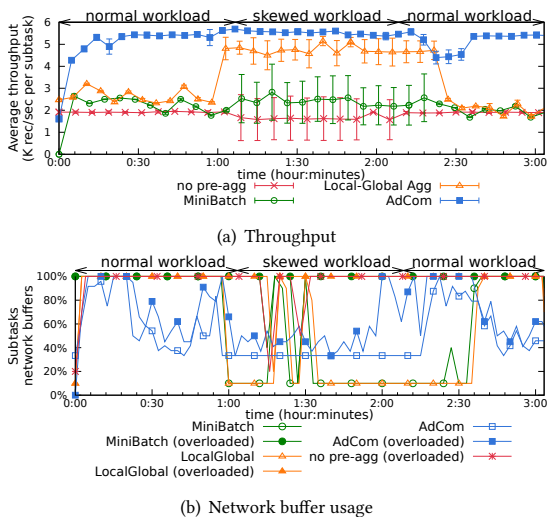 normal workload skewed workload normal workload
Average throughput
(K rec/sec per subtask)
6
5
4
3
2
1
0
0:00 0:30 1:00 1:30 2:00 2:30 3:00
time (hour:minutes)
no pre-agg Local-Global Agg
MiniBatch AdCom
(a) Throughput
normal workload skewed workload normal workload
Subtasks
network buffers
100%
80%
60%
40%
20%
0%
0:00 0:30 1:00 1:30 2:00 2:30 3:00
time (hour:minutes)
MiniBatch AdCom
MiniBatch (overloaded) AdCom (overloaded)
LocalGlobal no pre-agg (overloaded)
LocalGlobal (overloaded)
(b) Network buffer usage